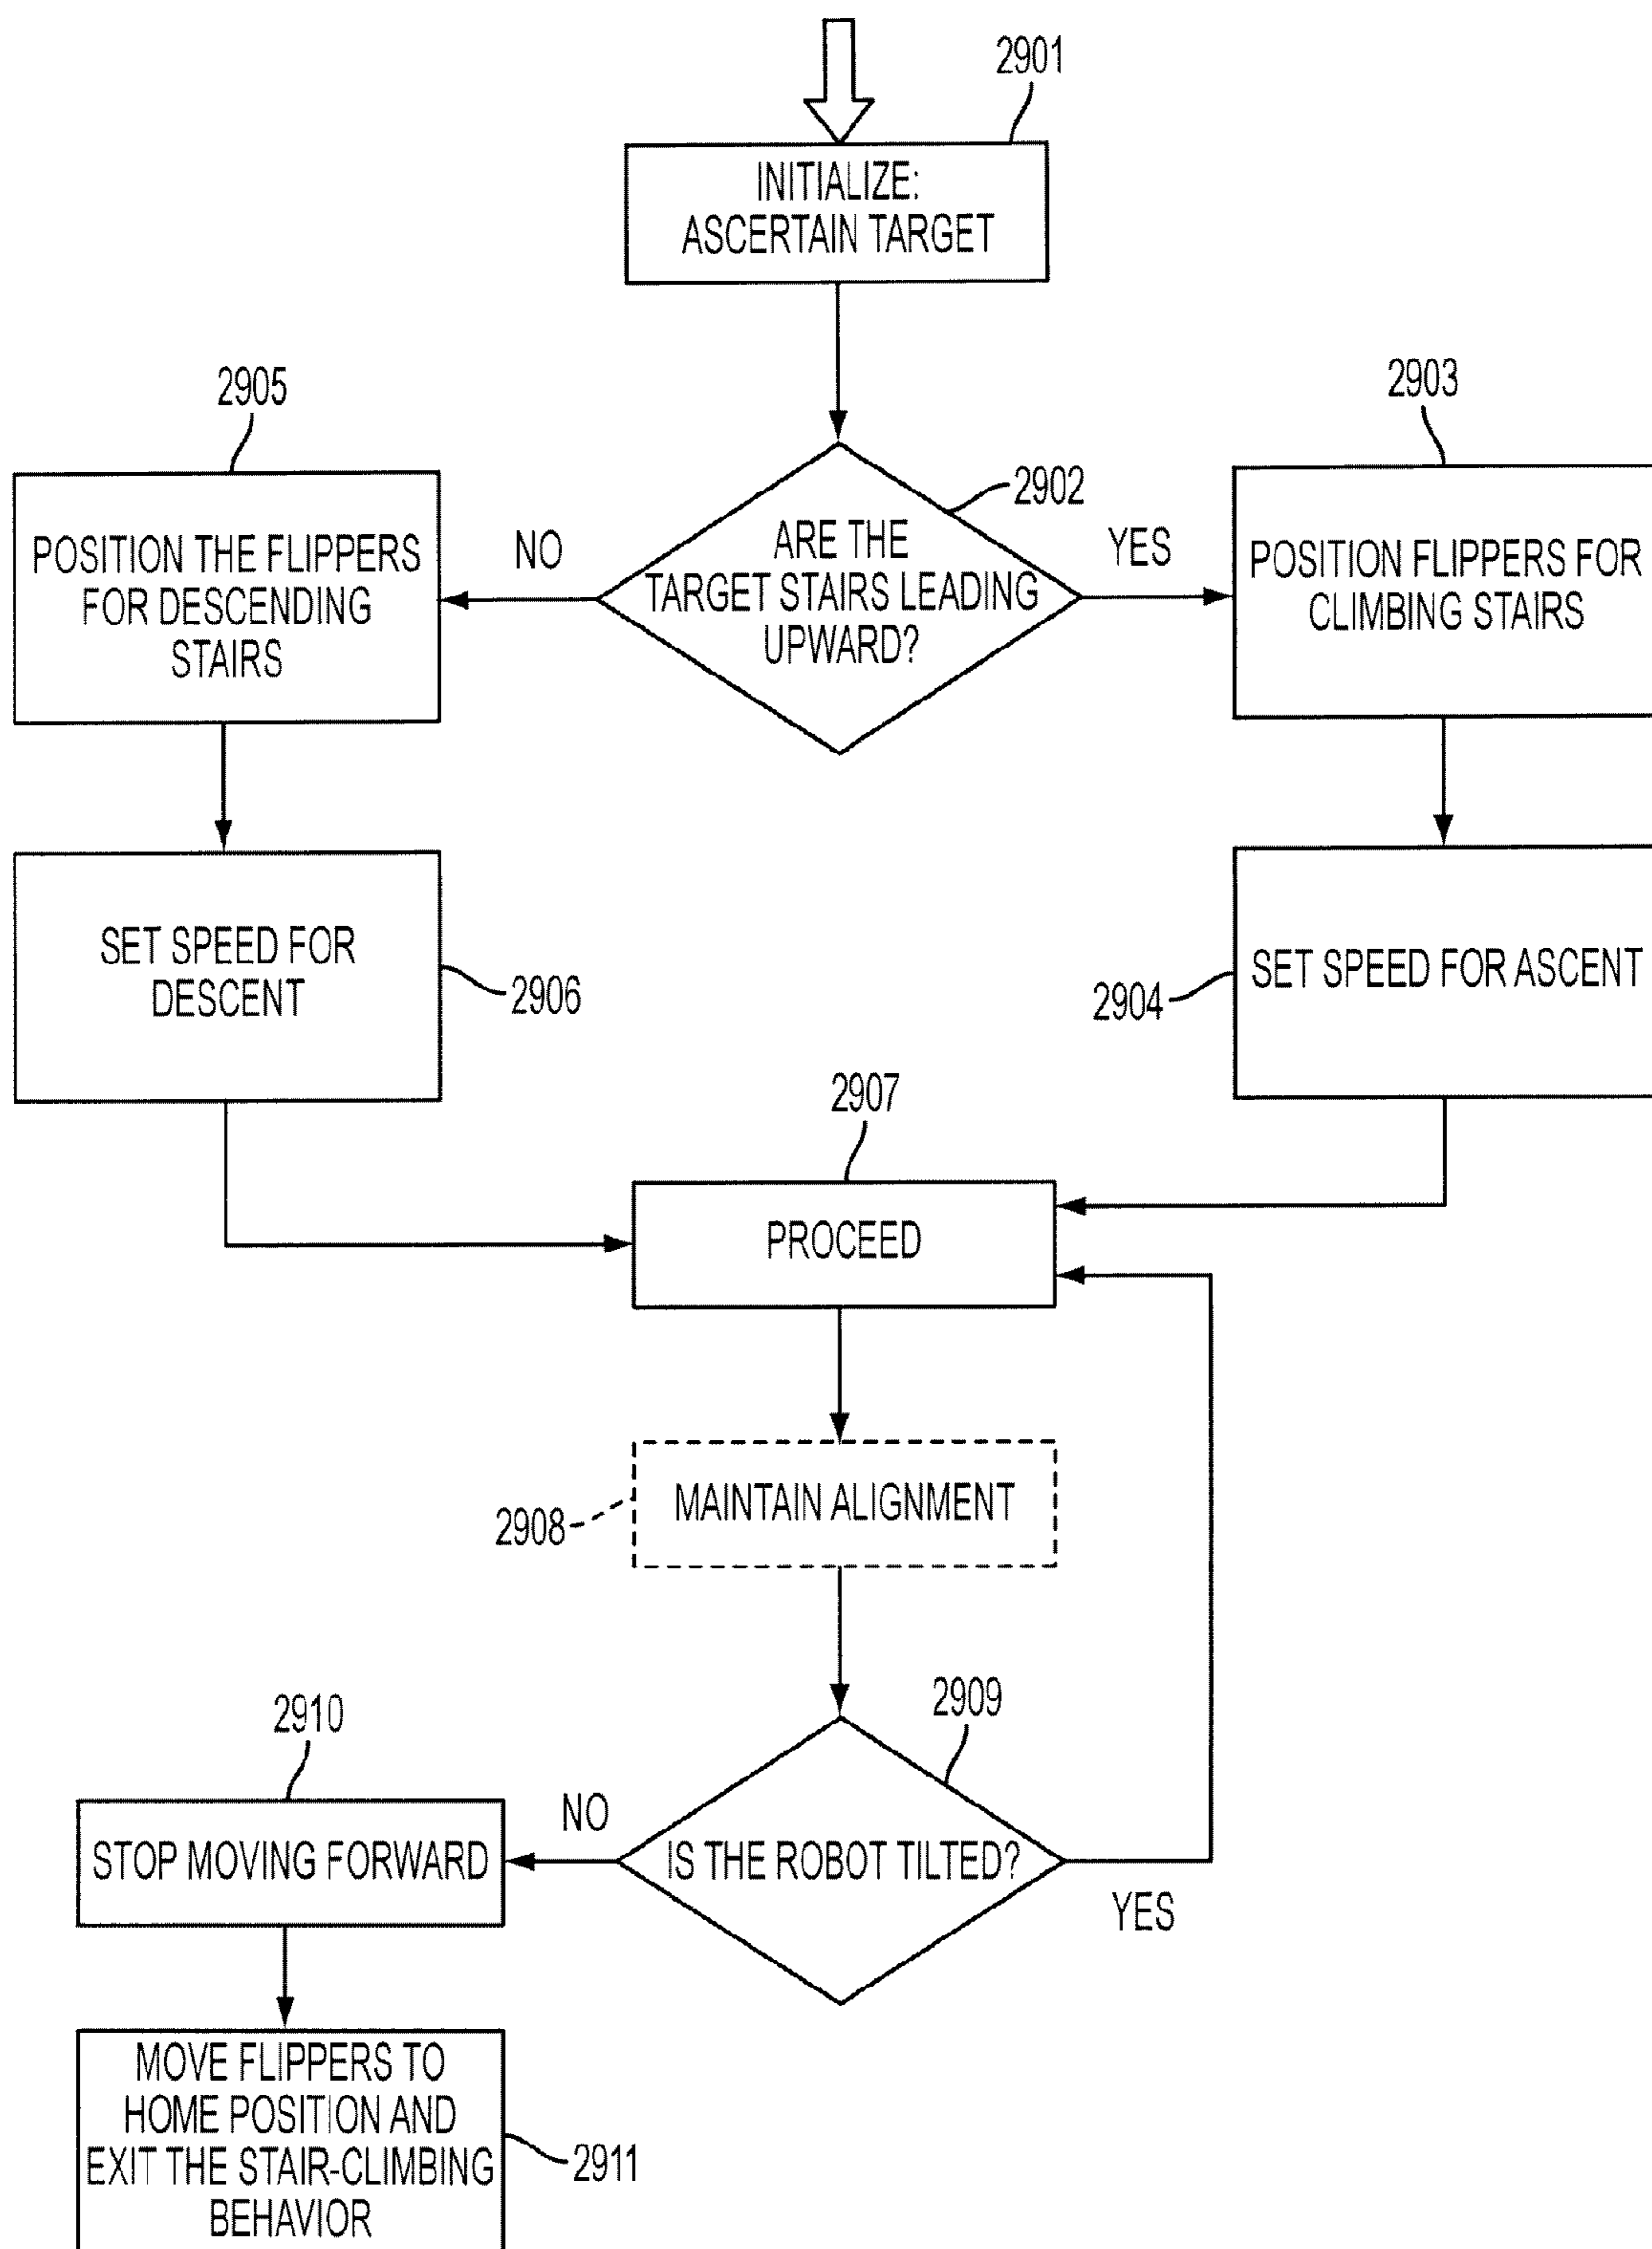 2901
INITIALIZE:
ASCERTAIN TARGET
2905
2903
2902
POSITION THE FLIPPERS
FOR DESCENDING
STAIRS
NO
ARE THE
TARGET STAIRS LEADING
UPWARD?
YES
POSITION FLIPPERS FOR
CLIMBING STAIRS
SET SPEED FOR
DESCENT
2906
2904
SET SPEED FOR ASCENT
2907
PROCEED
2908
MAINTAIN ALIGNMENT
2910
2909
STOP MOVING FORWARD
NO
IS THE ROBOT TILTED?
YES
MOVE FLIPPERS TO
HOME POSITION AND
EXIT THE STAIR-CLIMBING
BEHAVIOR
2911